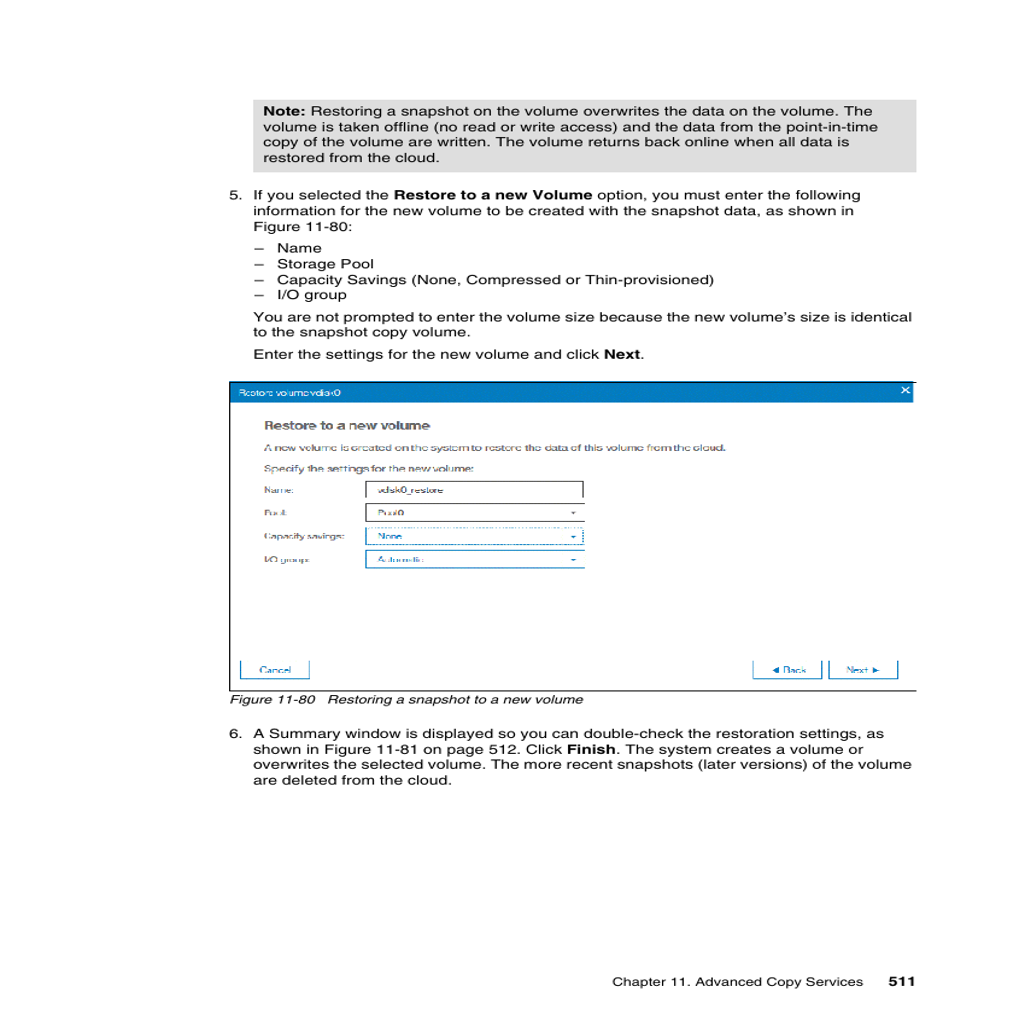 Note: Restoring a snapshot on the volume overwrites the data on the volume. The
volume is taken offline (no read or write access) and the data from the point-in-time
copy of the volume are written. The volume returns back online when all data is
restored from the cloud.
5. If you selected the Restore to a new Volume option, you must enter the following
information for the new volume to be created with the snapshot data, as shown in
Figure 11-80:
– Name
– Storage Pool
– Capacity Savings (None, Compressed or Thin-provisioned)
– I/O group
You are not prompted to enter the volume size because the new volume’s size is identical
to the snapshot copy volume.
Enter the settings for the new volume and click Next.
Restore volume vdisk0 ×
Restore to a new volume
A new volume is created on the system to restore the data of this volume from the cloud.
Specify the settings for the new volume:
Name: vdisk0_restore
Pool: Pool0
Capacity savings: None
I/O group: Automatic
Cancel ◄ Back Next ►
Figure 11-80 Restoring a snapshot to a new volume
6. A Summary window is displayed so you can double-check the restoration settings, as
shown in Figure 11-81 on page 512. Click Finish. The system creates a volume or
overwrites the selected volume. The more recent snapshots (later versions) of the volume
are deleted from the cloud.
Chapter 11. Advanced Copy Services 511